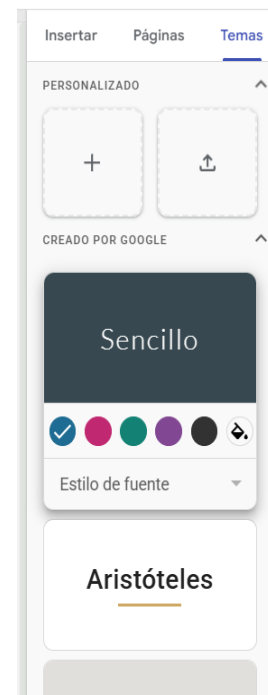 Insertar Páginas Temas
PERSONALIZADO
CREADO POR GOOGLE
Sencillo
Estilo de fuente
Aristóteles